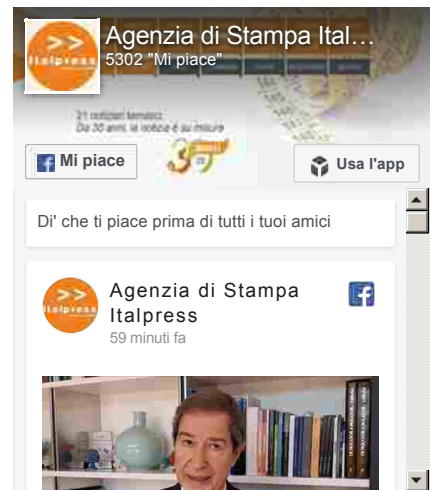 >>
Italpress
Agenzia di Stampa Ital…
5302 "Mi piace"
21 notiziari tematici.
Da 35 anni, la notizia è su misura
35
Mi piace
Usa l'app
Di' che ti piace prima di tutti i tuoi amici
>>
Italpress
Agenzia di Stampa
Italpress
59 minuti fa